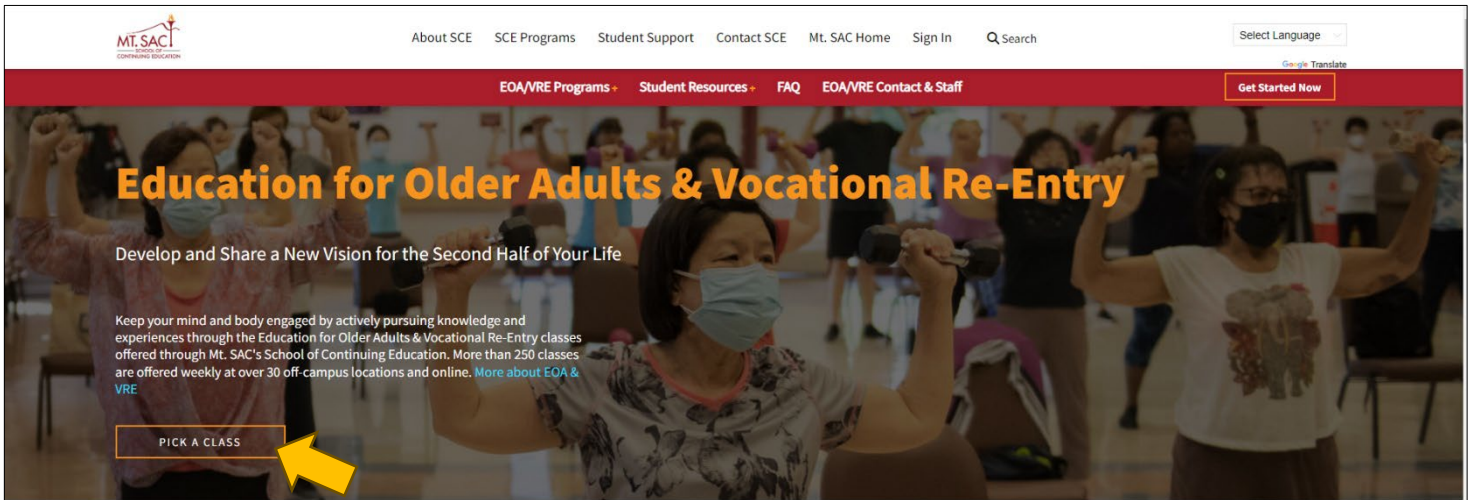 MT. SAC
SCHOOL OF
CONTINUING EDUCATION
About SCE
SCE Programs
Student Support
Contact SCE
Mt. SAC Home
Sign In
Search
Select Language
Google Translate
EOA/VRE Programs+
Student Resources+
FAQ
EOA/VRE Contact & Staff
Get Started Now
Education for Older Adults & Vocational Re-Entry
Develop and Share a New Vision for the Second Half of Your Life
Keep your mind and body engaged by actively pursuing knowledge and
experiences through the Education for Older Adults & Vocational Re-Entry classes
offered through Mt. SAC's School of Continuing Education. More than 250 classes
are offered weekly at over 30 off-campus locations and online. More about EOA &
VRE
PICK A CLASS